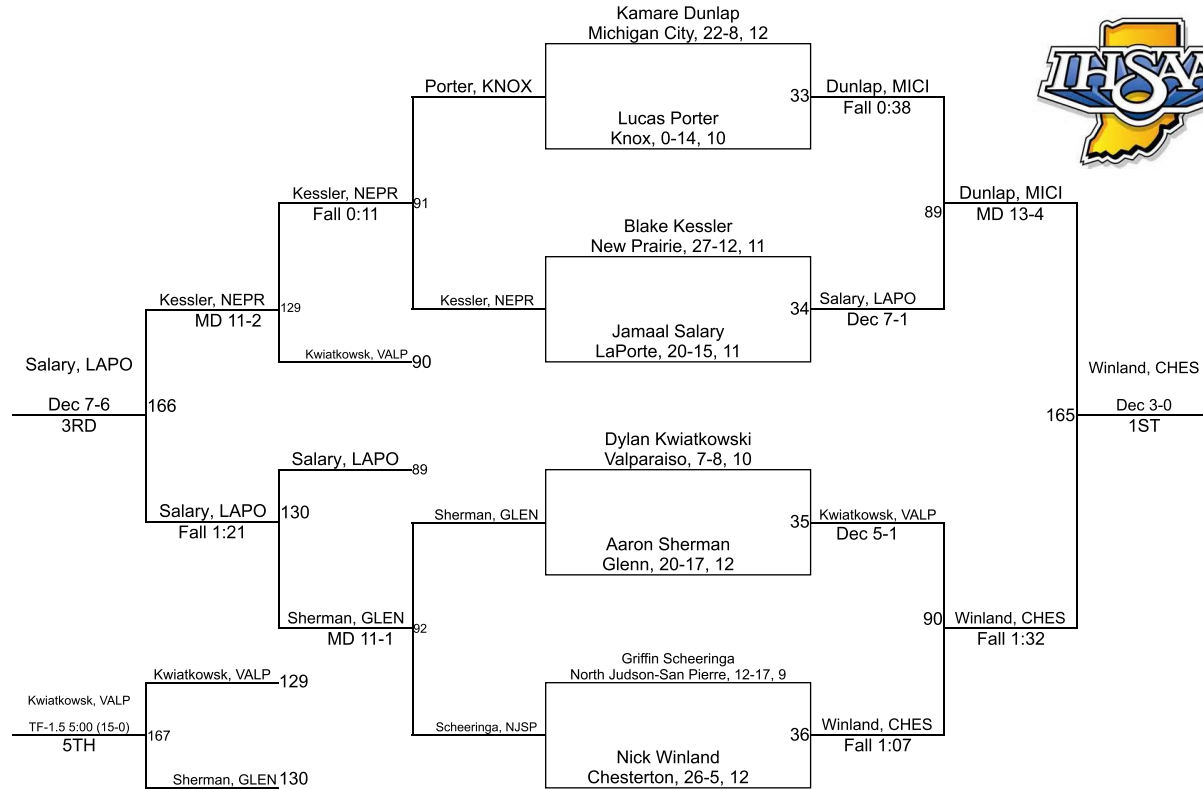 Kamare Dunlap
Michigan City, 22-8, 12
IHSAA
Porter, KNOX
33
Dunlap, MICI
Fall 0:38
Lucas Porter
Knox, 0-14, 10
Kessler, NEPR
Fall 0:11
91
89
Dunlap, MICI
MD 13-4
Blake Kessler
New Prairie, 27-12, 11
Kessler, NEPR
MD 11-2
129
Kessler, NEPR
34
Salary, LAPO
Dec 7-1
Jamaal Salary
LaPorte, 20-15, 11
Kwiatkowsk, VALP
90
Salary, LAPO
Dec 7-6
3RD
166
Winland, CHES
165
Dec 3-0
1ST
Dylan Kwiatkowski
Valparaiso, 7-8, 10
Salary, LAPO
89
Salary, LAPO
Fall 1:21
130
Sherman, GLEN
35
Kwiatkowsk, VALP
Dec 5-1
Aaron Sherman
Glenn, 20-17, 12
Sherman, GLEN
MD 11-1
92
90
Winland, CHES
Fall 1:32
Griffin Scheeringa
North Judson-San Pierre, 12-17, 9
Kwiatkowsk, VALP
129
Kwiatkowsk, VALP
TF-1.5 5:00 (15-0)
5TH
167
Scheeringa, NJSP
36
Winland, CHES
Fall 1:07
Nick Winland
Chesterton, 26-5, 12
Sherman, GLEN
130